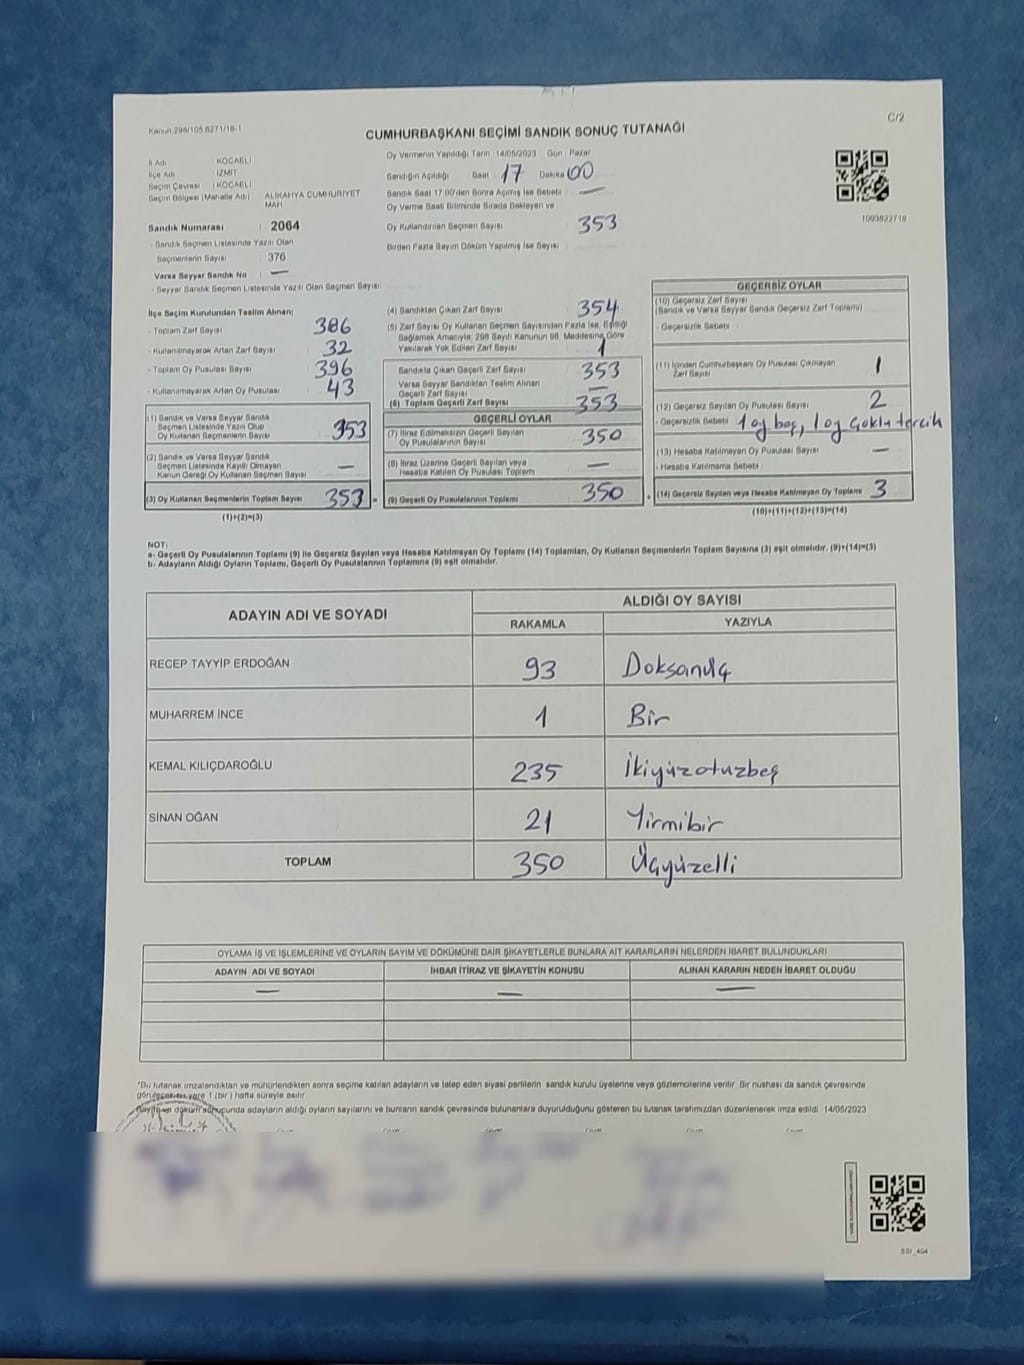 Kanun 298/105,6271/18-1
C/2
CUMHURBAŞKANI SEÇİMİ SANDIK SONUÇ TUTANAĞI
İl Adı : KOCAELİ
İlçe Adı : İZMİT
Seçim Çevresi : KOCAELİ
Seçim Bölgesi (Mahalle Adı) : ALİKAHYA CUMHURİYET MAH.
Sandık Numarası : 2064
- Sandık Seçmen Listesinde Yazılı Olan
Seçmenlerin Sayısı : 376
Varsa Seyyar Sandık No : —
- Seyyar Sandık Seçmen Listesinde Yazılı Olan Seçmen Sayısı:
Oy Vermenin Yapıldığı Tarih : 14/05/2023 Gün : Pazar
Sandığın Açıldığı Saat : 17 Dakika : 00
Sandık Saat 17.00'den Sonra Açılmış İse Sebebi : —
Oy Verme Saati Bitiminde Sırada Bekleyen ve
Oy Kullandırılan Seçmen Sayısı : 353
Birden Fazla Sayım Döküm Yapılmış İse Sayısı :
1093822718
İlçe Seçim Kurulundan Teslim Alınan;
- Toplam Zarf Sayısı : 386
- Kullanılmayarak Artan Zarf Sayısı : 32
- Toplam Oy Pusulası Sayısı : 396
- Kullanılmayarak Artan Oy Pusulası : 43
(1) Sandık ve Varsa Seyyar Sandık
Seçmen Listesinde Yazılı Olup
Oy Kullanan Seçmenlerin Sayısı : 353
(2) Sandık ve Varsa Seyyar Sandık
Seçmen Listesinde Kayıtlı Olmayan
Kanun Gereği Oy Kullanan Seçmen Sayısı : —
(3) Oy Kullanan Seçmenlerin Toplam Sayısı : 353
(1)+(2)=(3)
(4) Sandıktan Çıkan Zarf Sayısı : 354
(5) Zarf Sayısı Oy Kullanan Seçmen Sayısından Fazla İse, Eşitliği
Sağlamak Amacıyla; 298 Sayılı Kanunun 98. Maddesine Göre
Yakılarak Yok Edilen Zarf Sayısı : 1
Sandıkta Çıkan Geçerli Zarf Sayısı : 353
Varsa Seyyar Sandıktan Teslim Alınan
Geçerli Zarf Sayısı : —
(6) Toplam Geçerli Zarf Sayısı : 353
GEÇERLİ OYLAR
(7) İtiraz Edilmeksizin Geçerli Sayılan
Oy Pusulalarının Sayısı : 350
(8) İtiraz Üzerine Geçerli Sayılan veya
Hesaba Katılan Oy Pusulası Toplamı : —
(9) Geçerli Oy Pusulalarının Toplamı : 350
GEÇERSİZ OYLAR
(10) Geçersiz Zarf Sayısı
(Sandık ve Varsa Seyyar Sandık Geçersiz Zarf Toplamı)
- Geçersizlik Sebebi :
(11) İçinden Cumhurbaşkanı Oy Pusulası Çıkmayan
Zarf Sayısı : 1
(12) Geçersiz Sayılan Oy Pusulası Sayısı : 2
- Geçersizlik Sebebi : 1 oy boş, 1 oy çoklu tercih
(13) Hesaba Katılmayan Oy Sayısı : —
- Hesaba Katılmama Sebebi :
(14) Geçersiz Sayılan veya Hesaba Katılmayan Oy Toplamı : 3
(10)+(11)+(12)+(13)=(14)
NOT:
a- Geçerli Oy Pusulalarının Toplamı (9) ile Geçersiz Sayılan veya Hesaba Katılmayan Oy Toplamı (14) Toplamları, Oy Kullanan Seçmenlerin Toplam Sayısına (3) eşit olmalıdır. (9)+(14)=(3)
b- Adayların Aldığı Oyların Toplamı, Geçerli Oy Pusulalarının Toplamına (9) eşit olmalıdır.
ADAYIN ADI VE SOYADI
ALDIĞI OY SAYISI
RAKAMLA YAZIYLA
RECEP TAYYİP ERDOĞAN 93 Doksanüç
MUHARREM İNCE 1 Bir
KEMAL KILIÇDAROĞLU 235 İkiyüzotuzbeş
SİNAN OĞAN 21 Yirmibir
TOPLAM 350 Üçyüzelli
OYLAMA İŞ VE İŞLEMLERİNE VE OYLARIN SAYIM VE DÖKÜMÜNE DAİR ŞİKAYETLERLE BUNLARA AİT KARARLARIN NELERDEN İBARET BULUNDUKLARI
ADAYIN ADI VE SOYADI İHBAR İTİRAZ VE ŞİKAYETİN KONUSU ALINAN KARARIN NEDEN İBARET OLDUĞU
— — —
*Bu tutanak imzalandıktan ve mühürlendikten sonra seçime katılan adayların ve talep eden siyasi partilerin sandık kurulu üyelerine veya gözlemcilerine verilir. Bir nüshası da sandık çevresinde
görülecek bir yere 1 (bir) hafta süreyle asılır.
Sayım ve döküm sonucunda adayların aldığı oyların sayılarını ve bunların sandık çevresinde bulunanlara duyurulduğunu gösteren bu tutanak tarafımızdan düzenlenerek imza edildi. 14/05/2023
SSİ_454